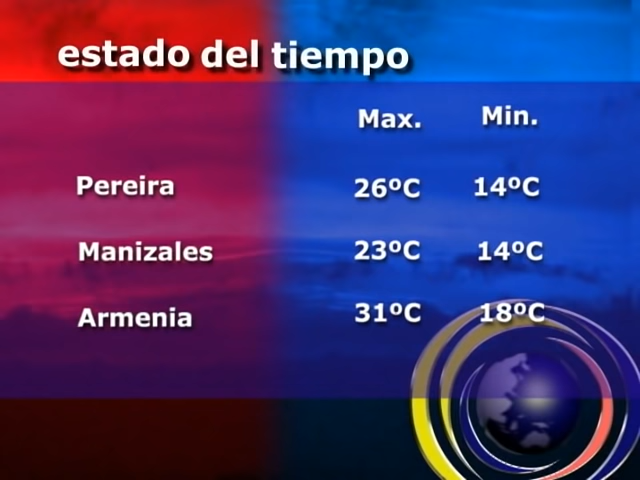 estado del tiempo
Max. Min.
Pereira 26ºC 14ºC
Manizales 23ºC 14ºC
Armenia 31ºC 18ºC